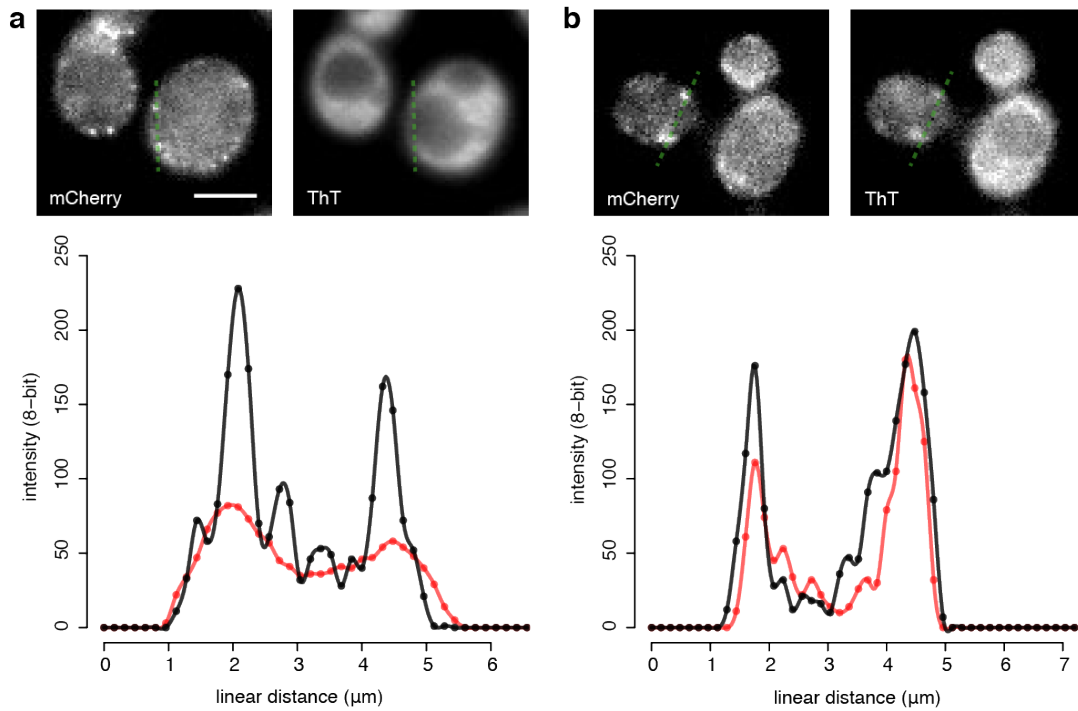 a
mCherry
ThT
b
mCherry
ThT
intensity (8−bit)
250
200
150
100
50
0
0 1 2 3 4 5 6
linear distance (µm)
intensity (8−bit)
250
200
150
100
50
0
0 1 2 3 4 5 6 7
linear distance (µm)